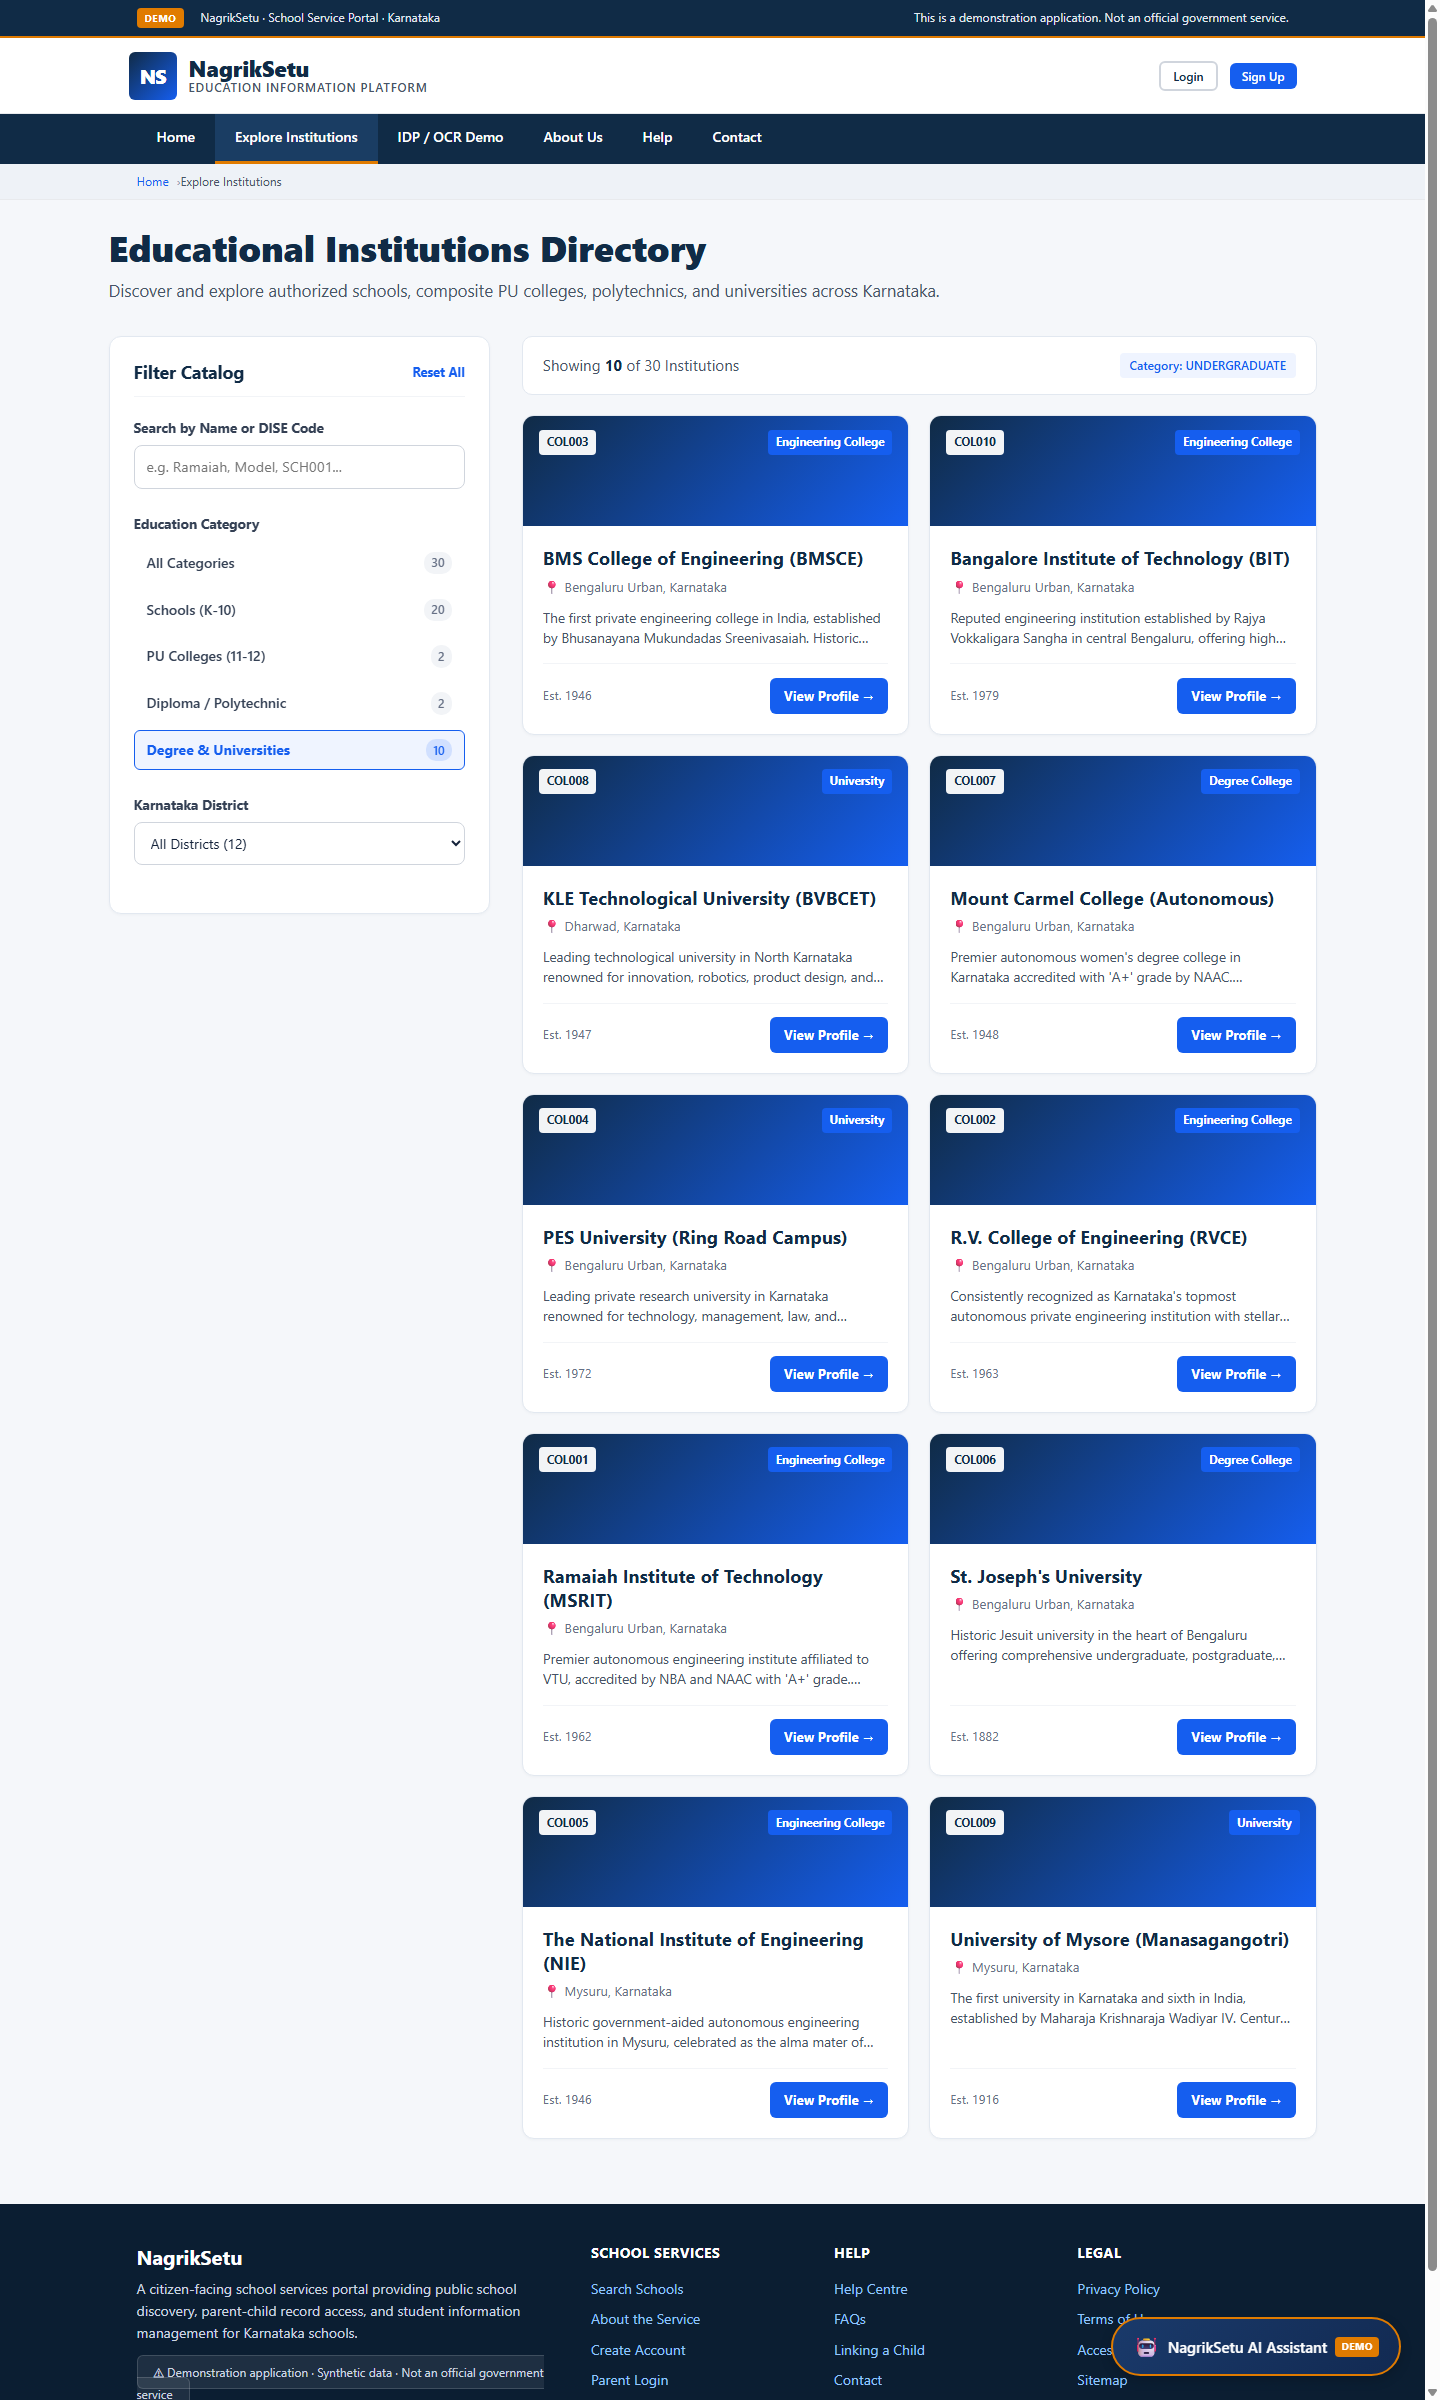 DEMO NagrikSetu · School Service Portal · Karnataka
This is a demonstration application. Not an official government service.
NS
NagrikSetu
EDUCATION INFORMATION PLATFORM
Login
Sign Up
Home
Explore Institutions
IDP / OCR Demo
About Us
Help
Contact
Home ›Explore Institutions
Educational Institutions Directory
Discover and explore authorized schools, composite PU colleges, polytechnics, and universities across Karnataka.
Filter Catalog
Reset All
Search by Name or DISE Code
e.g. Ramaiah, Model, SCH001...
Education Category
All Categories 30
Schools (K-10) 20
PU Colleges (11-12) 2
Diploma / Polytechnic 2
Degree & Universities 10
Karnataka District
All Districts (12)
Showing 10 of 30 Institutions
Category: UNDERGRADUATE
COL003
Engineering College
BMS College of Engineering (BMSCE)
Bengaluru Urban, Karnataka
The first private engineering college in India, established
by Bhusanayana Mukundadas Sreenivasaiah. Historic...
Est. 1946
View Profile →
COL010
Engineering College
Bangalore Institute of Technology (BIT)
Bengaluru Urban, Karnataka
Reputed engineering institution established by Rajya
Vokkaligara Sangha in central Bengaluru, offering high...
Est. 1979
View Profile →
COL008
University
KLE Technological University (BVBCET)
Dharwad, Karnataka
Leading technological university in North Karnataka
renowned for innovation, robotics, product design, and...
Est. 1947
View Profile →
COL007
Degree College
Mount Carmel College (Autonomous)
Bengaluru Urban, Karnataka
Premier autonomous women's degree college in
Karnataka accredited with 'A+' grade by NAAC....
Est. 1948
View Profile →
COL004
University
PES University (Ring Road Campus)
Bengaluru Urban, Karnataka
Leading private research university in Karnataka
renowned for technology, management, law, and...
Est. 1972
View Profile →
COL002
Engineering College
R.V. College of Engineering (RVCE)
Bengaluru Urban, Karnataka
Consistently recognized as Karnataka's topmost
autonomous private engineering institution with stellar...
Est. 1963
View Profile →
COL001
Engineering College
Ramaiah Institute of Technology
(MSRIT)
Bengaluru Urban, Karnataka
Premier autonomous engineering institute affiliated to
VTU, accredited by NBA and NAAC with 'A+' grade....
Est. 1962
View Profile →
COL006
Degree College
St. Joseph's University
Bengaluru Urban, Karnataka
Historic Jesuit university in the heart of Bengaluru
offering comprehensive undergraduate, postgraduate,...
Est. 1882
View Profile →
COL005
Engineering College
The National Institute of Engineering
(NIE)
Mysuru, Karnataka
Historic government-aided autonomous engineering
institution in Mysuru, celebrated as the alma mater of...
Est. 1946
View Profile →
COL009
University
University of Mysore (Manasagangotri)
Mysuru, Karnataka
The first university in Karnataka and sixth in India,
established by Maharaja Krishnaraja Wadiyar IV. Centur...
Est. 1916
View Profile →
NagrikSetu
A citizen-facing school services portal providing public school
discovery, parent-child record access, and student information
management for Karnataka schools.
⚠ Demonstration application · Synthetic data · Not an official government
service
SCHOOL SERVICES
Search Schools
About the Service
Create Account
Parent Login
HELP
Help Centre
FAQs
Linking a Child
Contact
LEGAL
Privacy Policy
Terms of
Acces
Sitemap
NagrikSetu AI Assistant DEMO